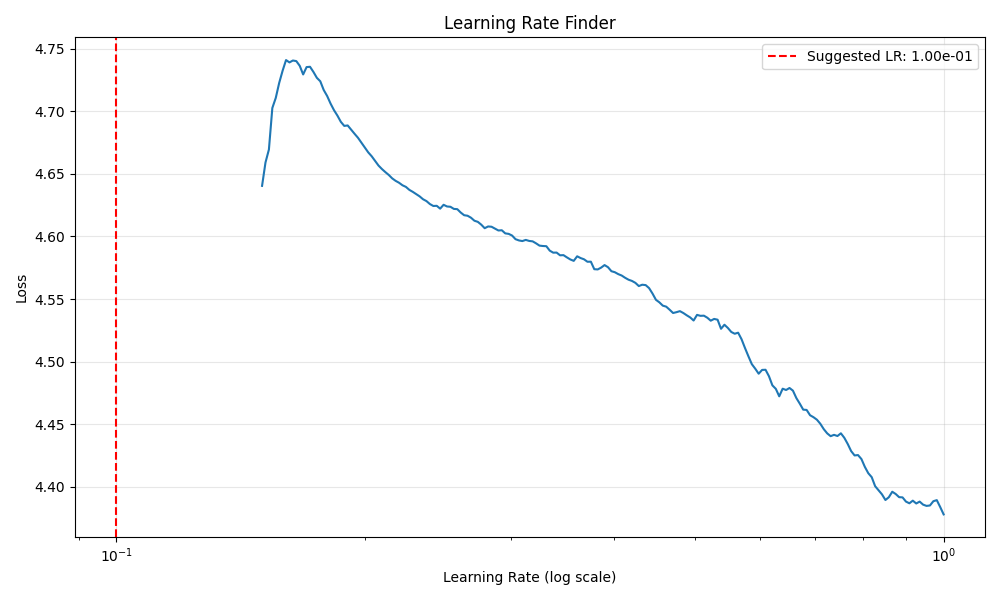 Learning Rate Finder
Suggested LR: 1.00e-01
4.75
4.70
4.65
4.60
4.55
4.50
4.45
4.40
Loss
10⁻¹
10⁰
Learning Rate (log scale)